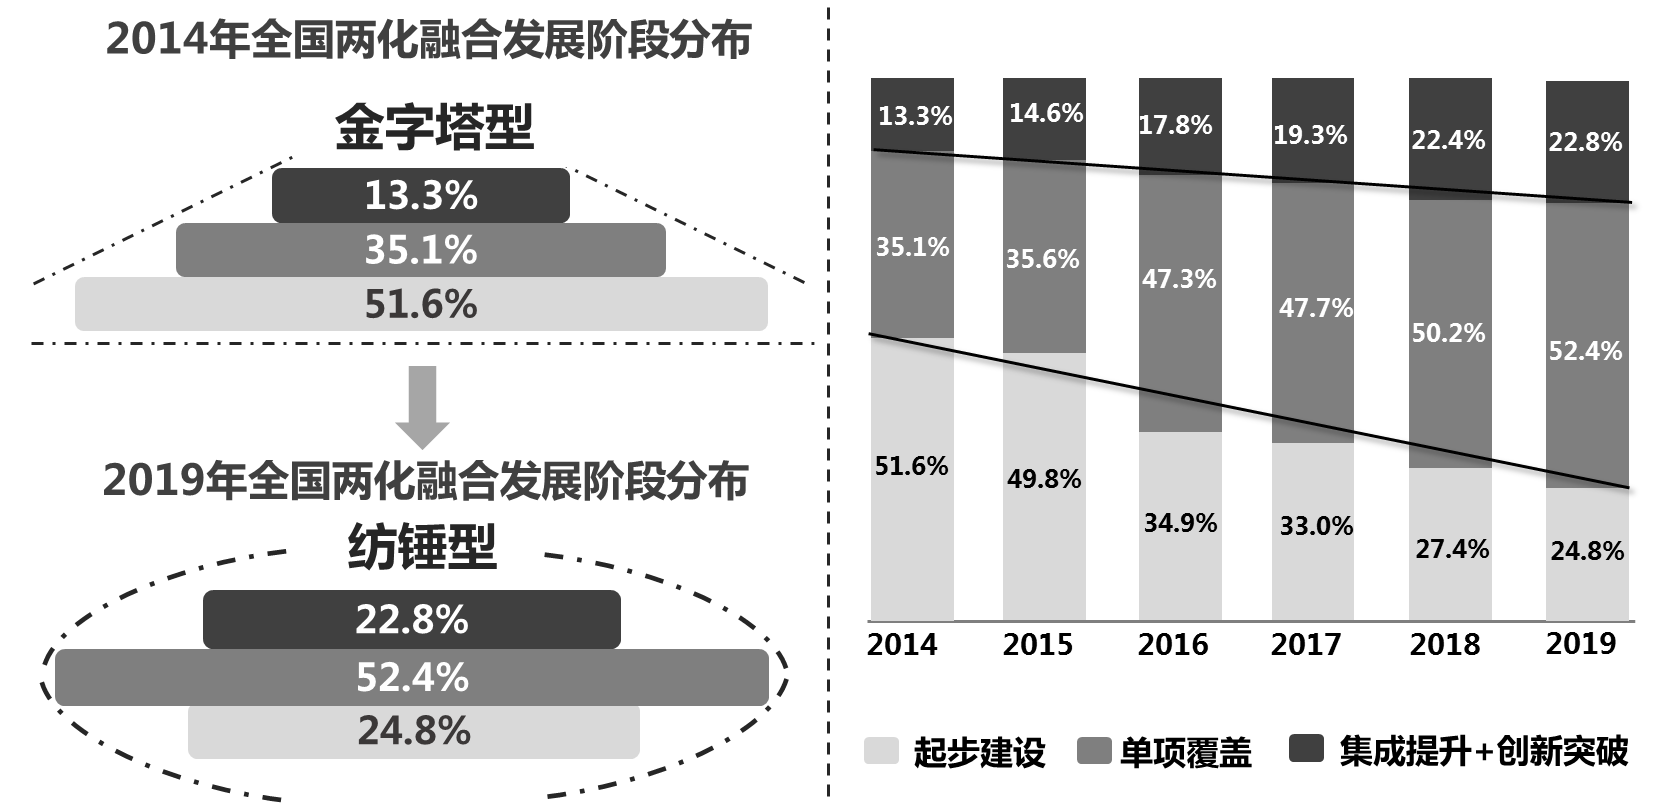 2014年全国两化融合发展阶段分布
金字塔型
13.3%
35.1%
51.6%
2019年全国两化融合发展阶段分布
纺锤型
22.8%
52.4%
24.8%
13.3% 14.6% 17.8% 19.3% 22.4% 22.8%
35.1% 35.6% 47.3% 47.7% 50.2% 52.4%
51.6% 49.8% 34.9% 33.0% 27.4% 24.8%
2014 2015 2016 2017 2018 2019
起步建设 单项覆盖 集成提升+创新突破